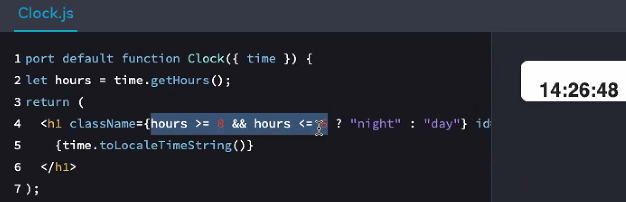 Clock.js
1 port default function Clock({ time }) {
2 let hours = time.getHours();
3 return (
4 <h1 className={hours >= 0 && hours <= ? "night" : "day"} id=
5 {time.toLocaleTimeString()}
6 </h1>
7 );
14:26:48